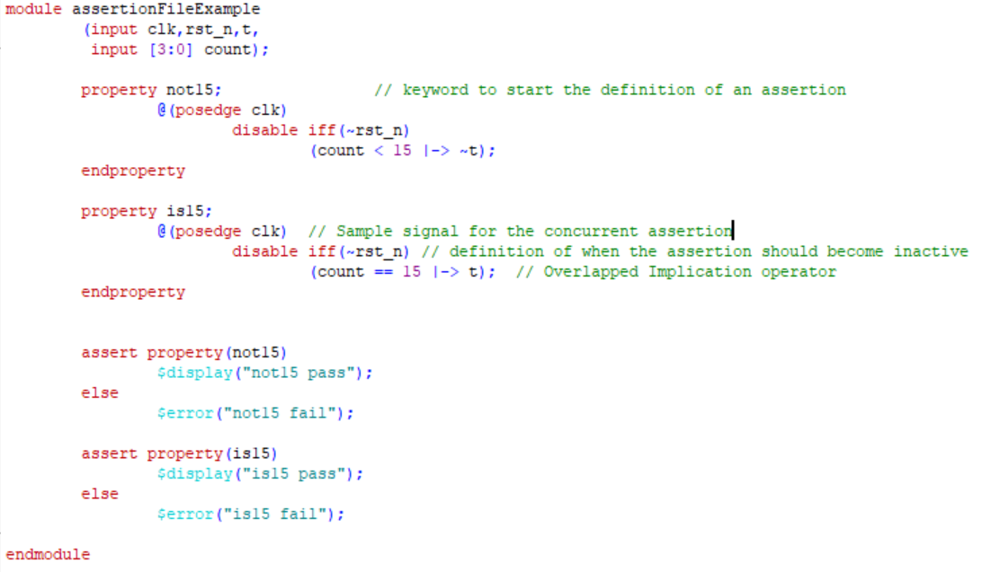 module assertionFileExample
(input clk,rst_n,t,
input [3:0] count);
property not15; // keyword to start the definition of an assertion
@(posedge clk)
disable iff(~rst_n)
(count < 15 |-> ~t);
endproperty
property is15;
@(posedge clk) // Sample signal for the concurrent assertion
disable iff(~rst_n) // definition of when the assertion should become inactive
(count == 15 |-> t); // Overlapped Implication operator
endproperty
assert property(not15)
$display("not15 pass");
else
$error("not15 fail");
assert property(is15)
$display("is15 pass");
else
$error("is15 fail");
endmodule